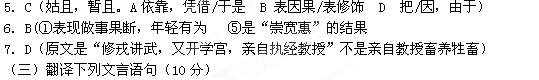 5. C（姑且，暂且。A 依靠，凭借/于是  B 表因果/表修饰  D  把/因，由于）
6. B(①表现做事果断，年轻有为   ⑤是“崇宽惠”的结果
7. D（原文是“修戎讲武，又开学宫，亲自执经教授”不是亲自教授畜养牲畜）
（三）翻译下列文言语句（10 分）